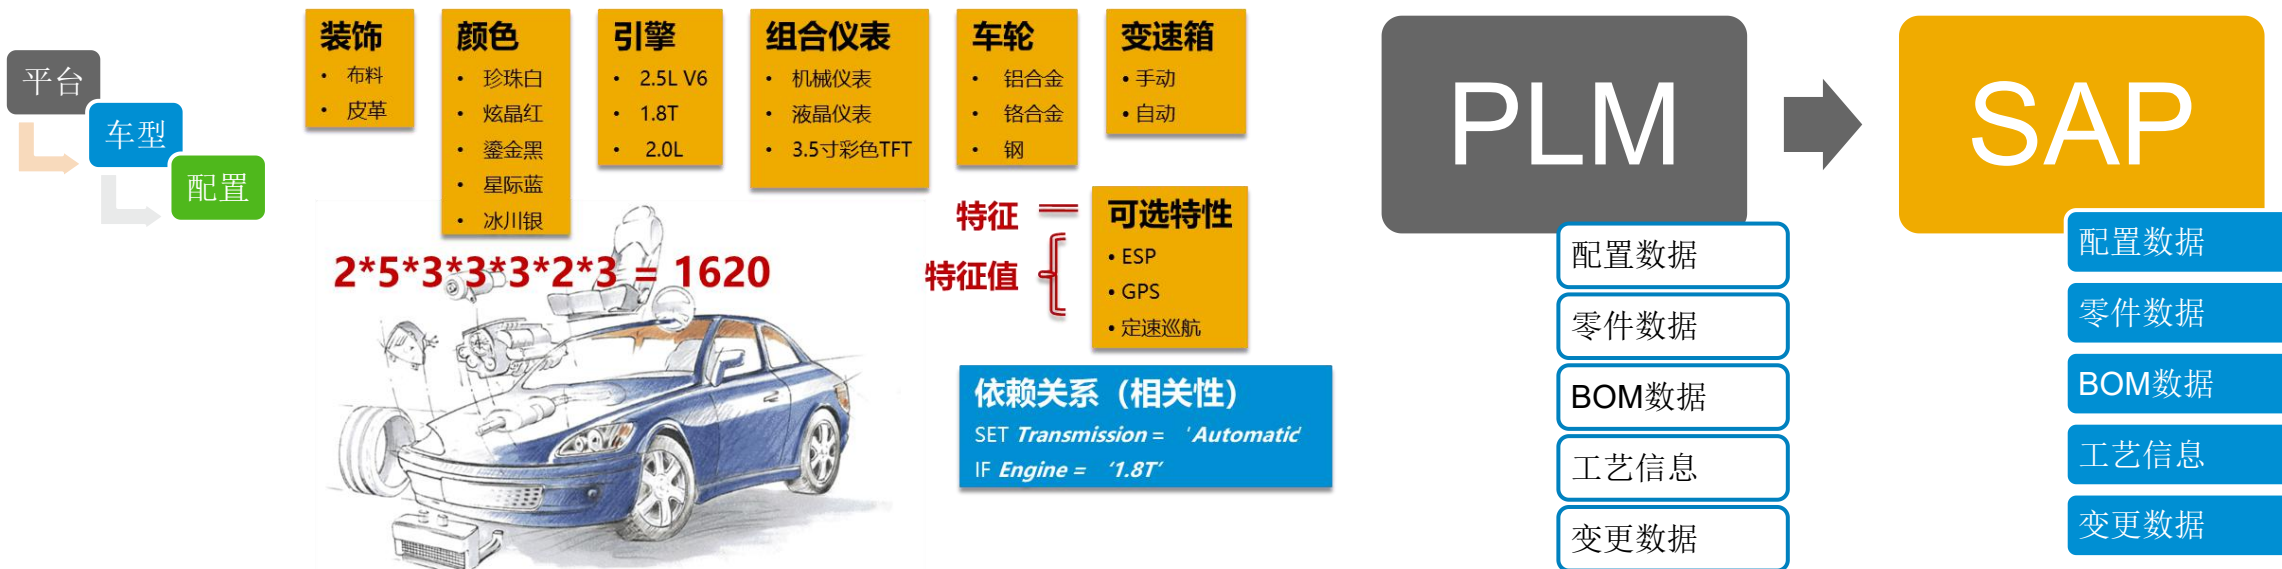 平台
车型
配置
装饰
• 布料
• 皮革
颜色
• 珍珠白
• 炫晶红
• 鎏金黑
• 星际蓝
• 冰川银
引擎
• 2.5L V6
• 1.8T
• 2.0L
组合仪表
• 机械仪表
• 液晶仪表
• 3.5寸彩色TFT
车轮
• 铝合金
• 铬合金
• 钢
变速箱
• 手动
• 自动
2*5*3*3*3*2*3 = 1620
特征
特征值
可选特性
• ESP
• GPS
• 定速巡航
依赖关系（相关性）
SET Transmission = ‘Automatic’
IF Engine = ‘1.8T’
PLM
配置数据
零件数据
BOM数据
工艺信息
变更数据
SAP
配置数据
零件数据
BOM数据
工艺信息
变更数据